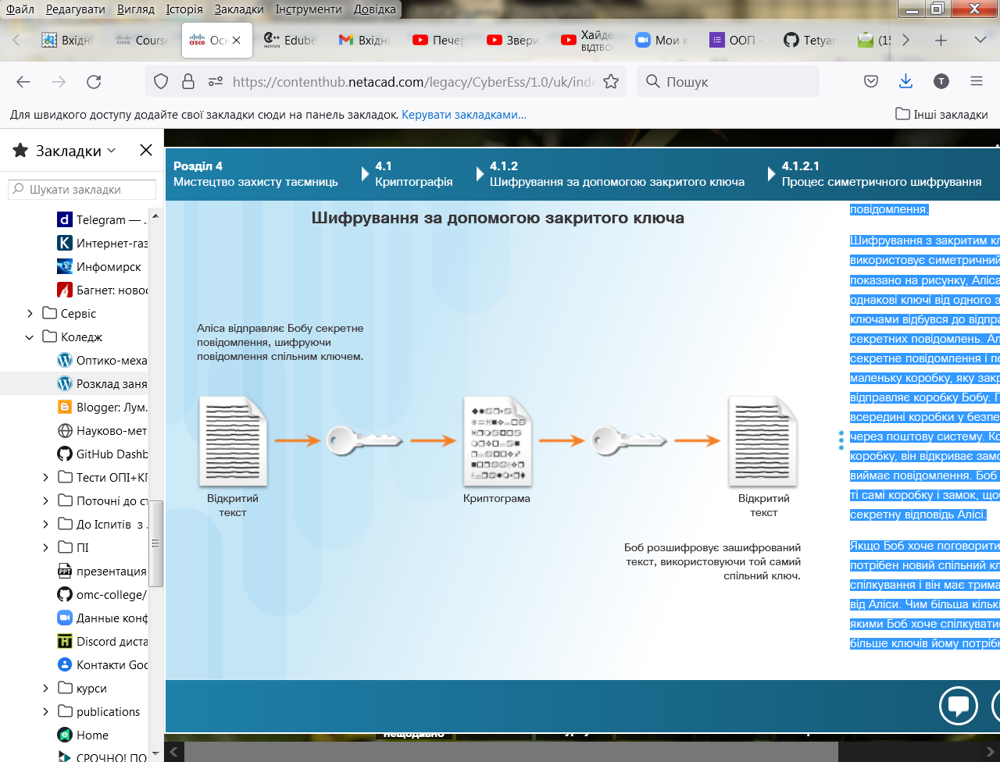 Файл Редагувати Вигляд Історія Закладки Інструменти Довідка
Вхідні Course Осн Edube Вхідні Печер Звери Хайде Мои к ООП - Tetyan (15
ВІДТВО
https://contenthub.netacad.com/legacy/CyberEss/1.0/uk/inde Пошук
Для швидкого доступу додайте свої закладки сюди на панель закладок. Керувати закладками... Інші закладки
Закладки
Шукати закладки
Telegram — ...
Интернет-газ
Инфомирск
Багнет: новос
Сервіс
Коледж
Оптико-меха
Розклад заня
Blogger: Лум...
Науково-мет
GitHub Dashb
Тести ОПІ+КГ
Поточні до ст
До Іспитів з ...
ПІ
презентация
omc-college/
Данные конф
Discord диста
Контакти Goo
курси
publications
Home
СРОЧНО! ПО
Розділ 4
Мистецтво захисту таємниць
4.1
Криптографія
4.1.2
Шифрування за допомогою закритого ключа
4.1.2.1
Процес симетричного шифрування
Шифрування за допомогою закритого ключа
Аліса відправляє Бобу секретне
повідомлення, шифруючи
повідомлення спільним ключем.
Відкритий
текст
Криптограма
Відкритий
текст
Боб розшифровує зашифрований
текст, використовуючи той самий
спільний ключ.
повідомлення.
Шифрування з закритим кл
використовує симетричний
показано на рисунку, Аліса
однакові ключі від одного з
ключами відбувся до відпра
секретних повідомлень. Ал
секретне повідомлення і по
маленьку коробку, яку закр
відправляє коробку Бобу. П
всередині коробки у безпе
через поштову систему. Ко
коробку, він відкриває замо
виймає повідомлення. Боб
ті самі коробку і замок, що
секретну відповідь Алісі.
Якщо Боб хоче поговорити
потрібен новий спільний кл
спілкування і він має трима
від Аліси. Чим більша кількі
якими Боб хоче спілкувати
більше ключів йому потрібн
нещодавно